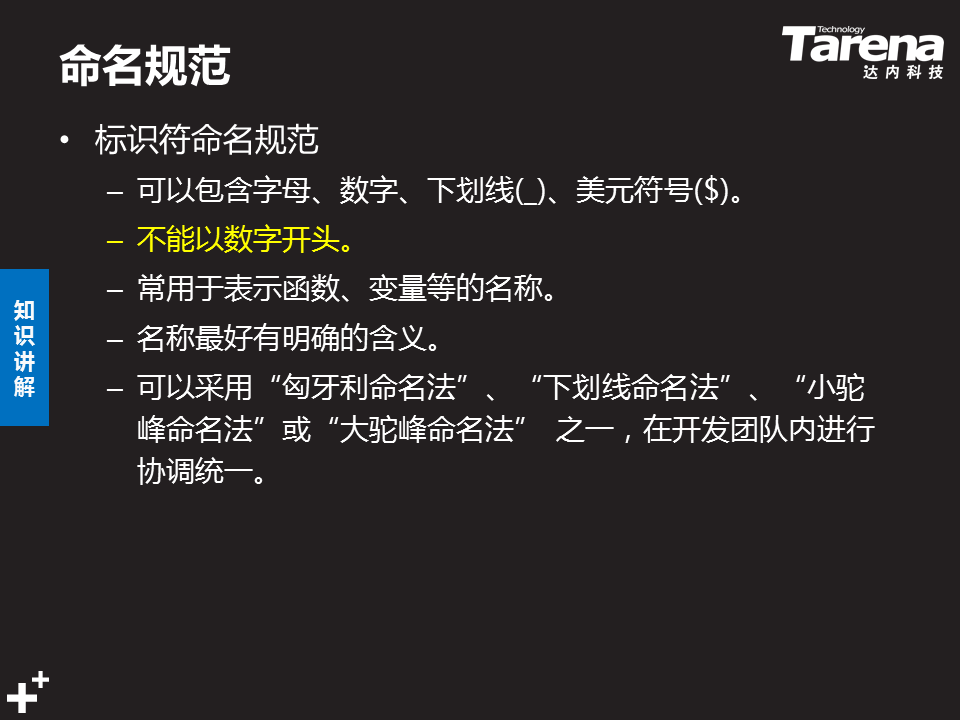 命名规范
Technology
Tarena
达内科技
• 标识符命名规范
– 可以包含字母、数字、下划线(_)、美元符号($)。
– 不能以数字开头。
– 常用于表示函数、变量等的名称。
– 名称最好有明确的含义。
– 可以采用“匈牙利命名法”、“下划线命名法”、“小驼
峰命名法”或“大驼峰命名法” 之一，在开发团队内进行
协调统一。
知
识
讲
解